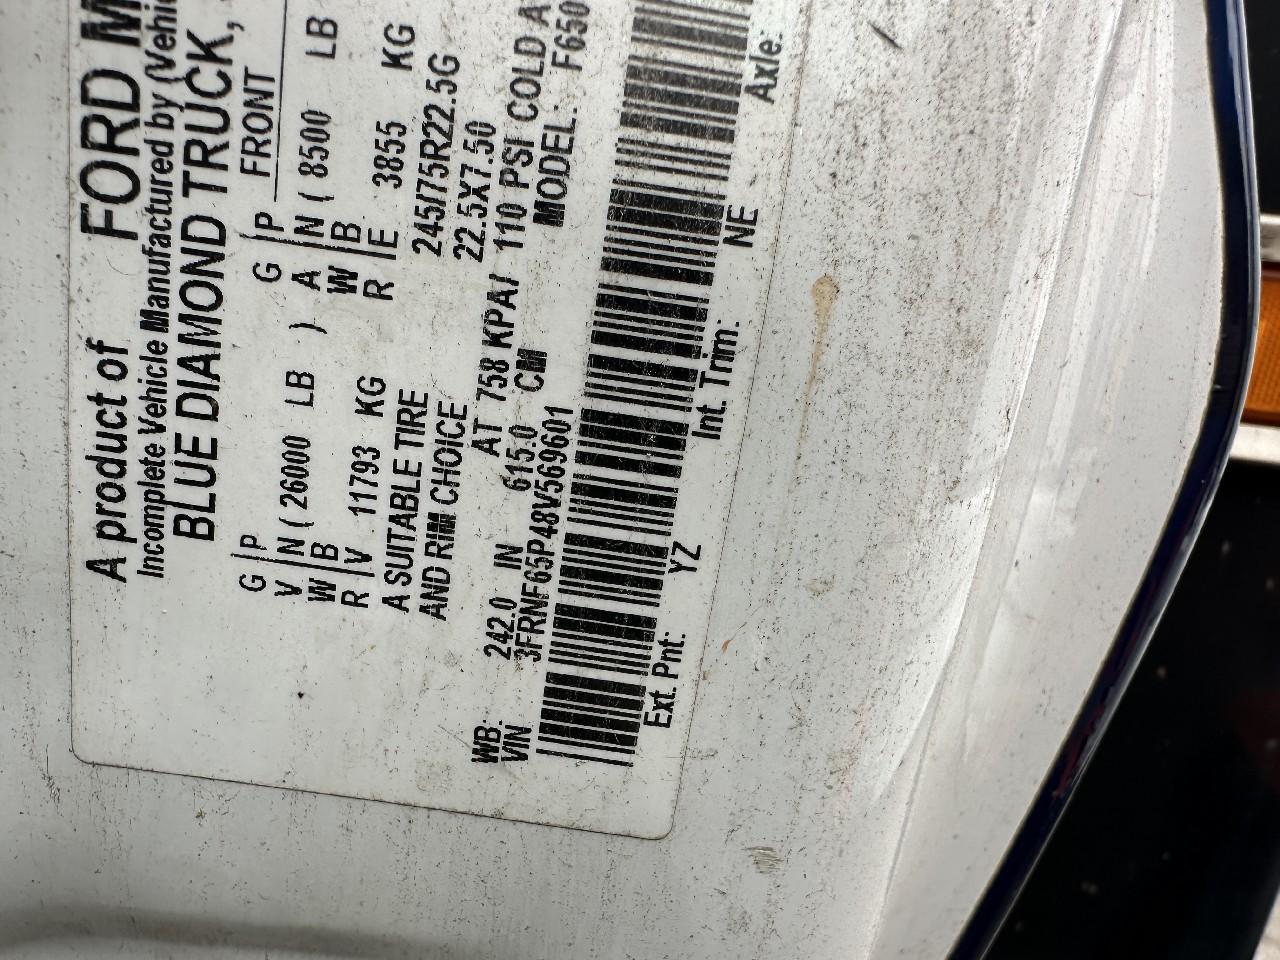 A product of FORD M
Incomplete Vehicle Manufactured by (Vehic
BLUE DIAMOND TRUCK,
FRONT
G P
V N ( 26000 LB )
W B
R V 11793 KG
G P
A N ( 8500 LB
W B
R E 3855 KG
A SUITABLE TIRE 245/75R22.5G
AND RIM CHOICE 22.5X7.50
AT 758 KPA/ 110 PSI COLD A
WB: 242.0 IN 615.0 CM MODEL: F650
VIN 3FRNF65P48V569601
Ext. Pnt: YZ Int. Trim: NE Axle: